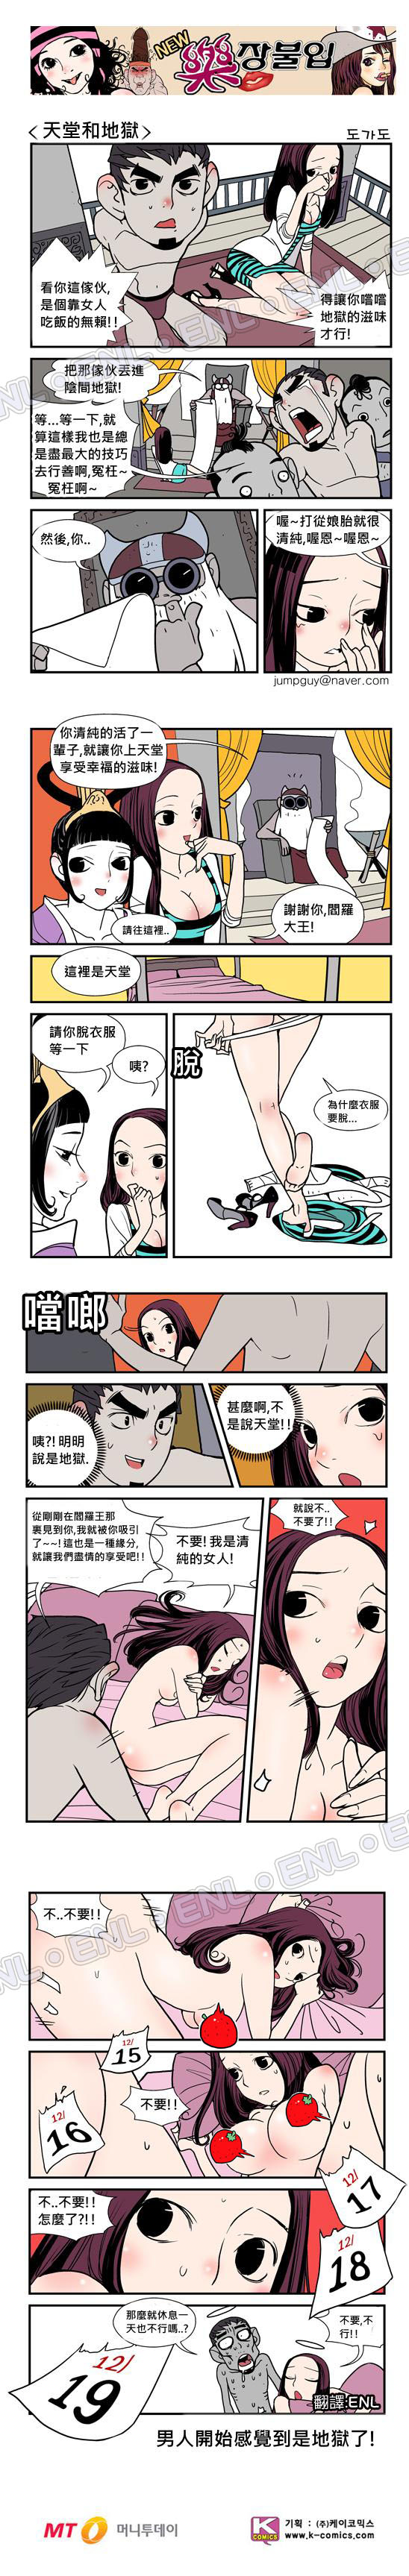 NEW 樂 장불입
<天堂和地獄>
도가도
看你這傢伙,
是個靠女人
吃飯的無賴!!
得讓你嚐嚐
地獄的滋味
才行!
把那傢伙丟進
陰間地獄!
等...等一下,就
算這樣我也是總
是盡最大的技巧
去行善啊,冤枉~
冤枉啊~
然後,你..
喔~打從娘胎就很
清純,喔恩~喔恩~
jumpguy@naver.com
你清純的活了一
輩子,就讓你上天堂
享受幸福的滋味!
請往這裡..
謝謝你,閻羅
大王!
這裡是天堂
請你脫衣服
等一下
咦?
脫
為什麼衣服
要脫...
噹啷
咦?!明明
說是地獄.
甚麼啊,不
是說天堂!!
從剛剛在閻羅王那
裏見到你,我就被你吸引
了~~!這也是一種緣分,
就讓我們盡情的享受吧!!
不要!我是清
純的女人!
就說不..
不要了!!
不..不要!!
12/
15
12/
16
不要!!
12/
17
不..不要!!
怎麼了?!!
12/
18
那麼就休息一
天也不行嗎..?
不要,不
行!!
12/
19
翻譯:ENL
男人開始感覺到是地獄了!
ENL • ENL • ENL • ENL • ENL
ENL • ENL • ENL • ENL • ENL
MT 머니투데이
K COMICS
기획 : (주)케이코믹스
www.k-comics.com